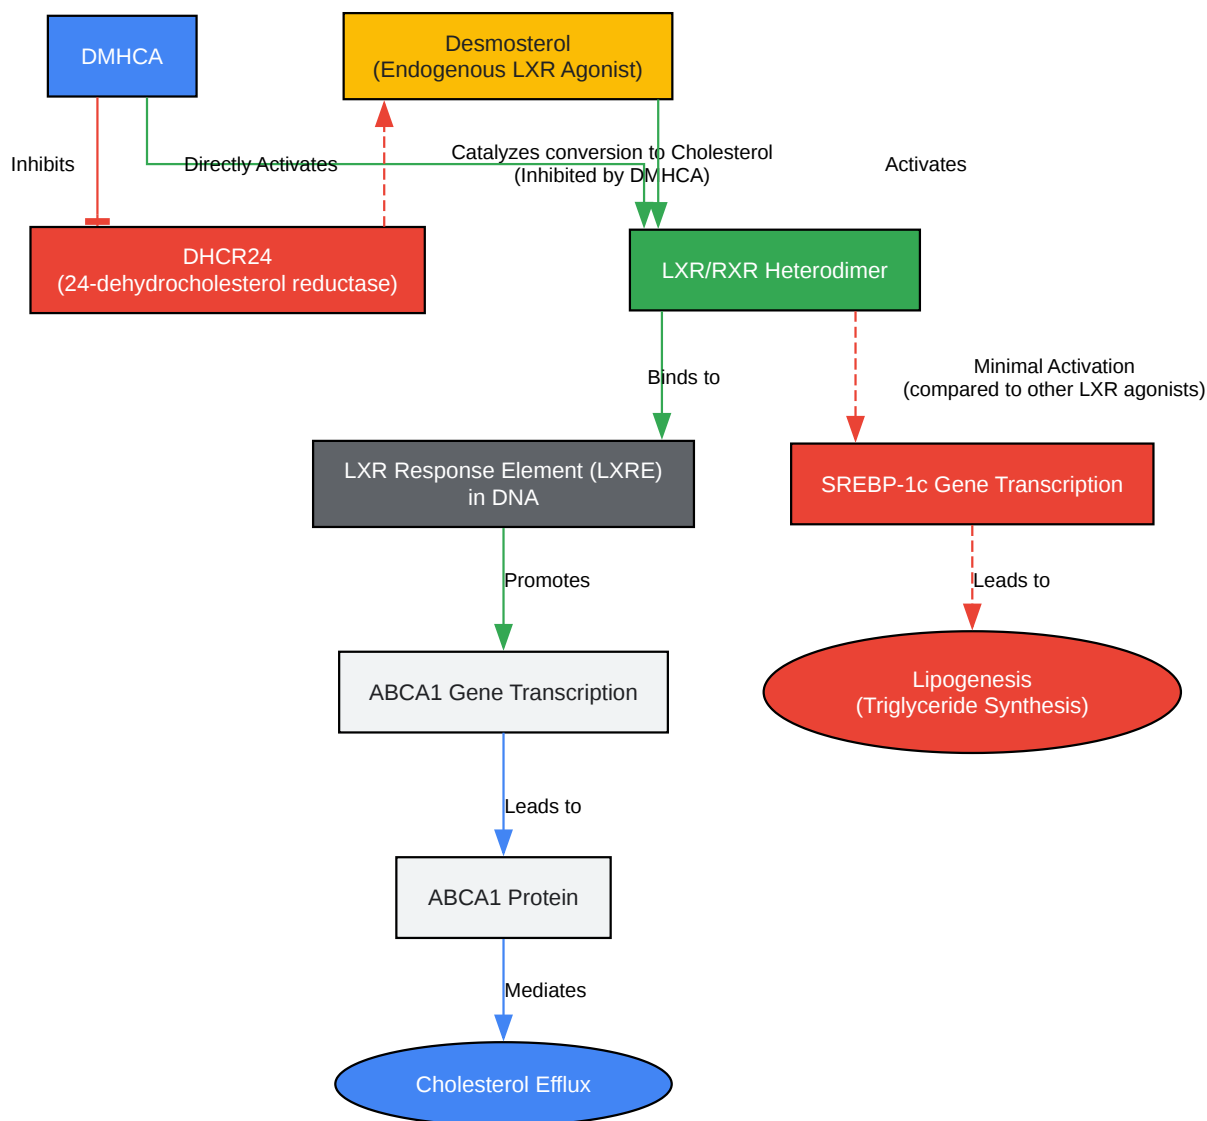 DMHCA
Desmosterol
(Endogenous LXR Agonist)
Inhibits
Directly Activates
Catalyzes conversion to Cholesterol
(Inhibited by DMHCA)
Activates
DHCR24
(24-dehydrocholesterol reductase)
LXR/RXR Heterodimer
Binds to
Minimal Activation
(compared to other LXR agonists)
LXR Response Element (LXRE)
in DNA
SREBP-1c Gene Transcription
Promotes
Leads to
ABCA1 Gene Transcription
Lipogenesis
(Triglyceride Synthesis)
Leads to
ABCA1 Protein
Mediates
Cholesterol Efflux